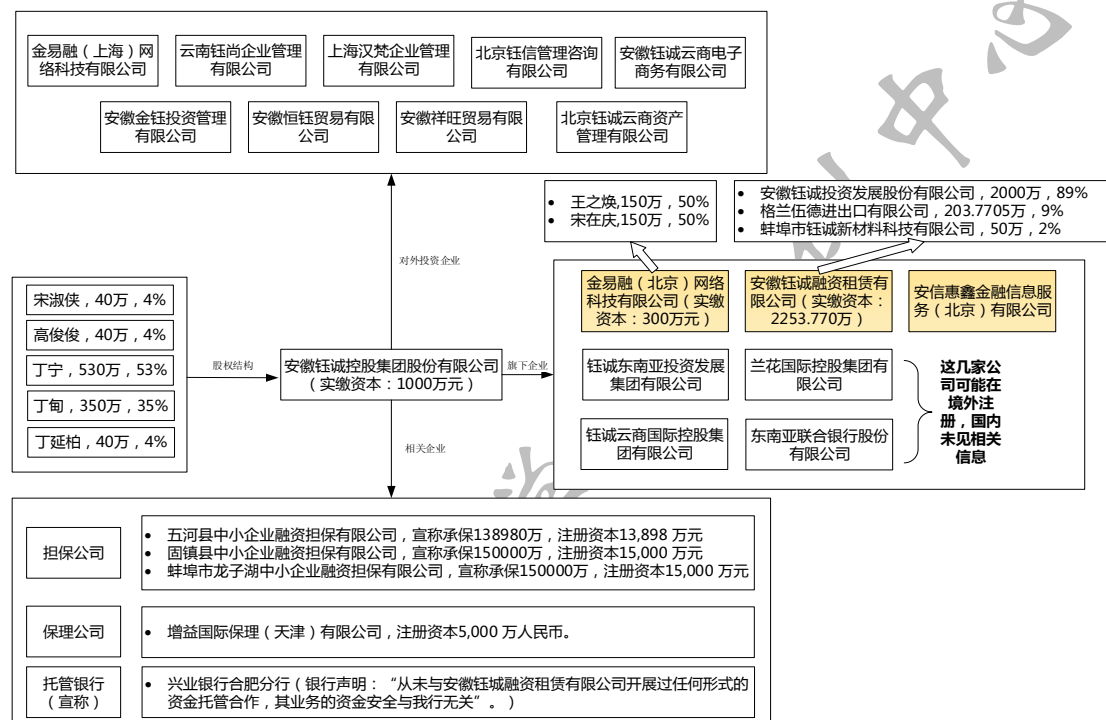 金易融（上海）网
络科技有限公司
云南钰尚企业管理
有限公司
上海汉梵企业管理
有限公司
北京钰信管理咨询
有限公司
安徽钰诚云商电子
商务有限公司
安徽金钰投资管理
有限公司
安徽恒钰贸易有限
公司
安徽祥旺贸易有限
公司
北京钰诚云商资产
管理有限公司
对外投资企业
• 王之焕,150万，50%
• 宋在庆,150万，50%
• 安徽钰诚投资发展股份有限公司，2000万，89%
• 格兰伍德进出口有限公司，203.7705万，9%
• 蚌埠市钰诚新材料科技有限公司，50万，2%
宋淑侠，40万，4%
高俊俊，40万，4%
丁宁，530万，53%
丁甸，350万，35%
丁延柏，40万，4%
股权结构
安徽钰诚控股集团股份有限公司
（实缴资本：1000万元）
旗下企业
金易融（北京）网络
科技有限公司（实缴
资本：300万元）
安徽钰诚融资租赁有
限公司（实缴资本：
2253.770万）
安信惠鑫金融信息服
务（北京）有限公司
钰诚东南亚投资发展
集团有限公司
兰花国际控股集团有
限公司
钰诚云商国际控股集
团有限公司
东南亚联合银行股份
有限公司
这几家公
司可能在
境外注
册，国内
未见相关
信息
相关企业
担保公司
• 五河县中小企业融资担保有限公司，宣称承保138980万，注册资本13,898 万元
• 固镇县中小企业融资担保有限公司，宣称承保150000万，注册资本15,000 万元
• 蚌埠市龙子湖中小企业融资担保有限公司，宣称承保150000万，注册资本15,000 万元
保理公司
• 增益国际保理（天津）有限公司，注册资本5,000 万人民币。
托管银行
（宣称）
• 兴业银行合肥分行（银行声明：“从未与安徽钰城融资租赁有限公司开展过任何形式的
资金托管合作，其业务的资金安全与我行无关”。）